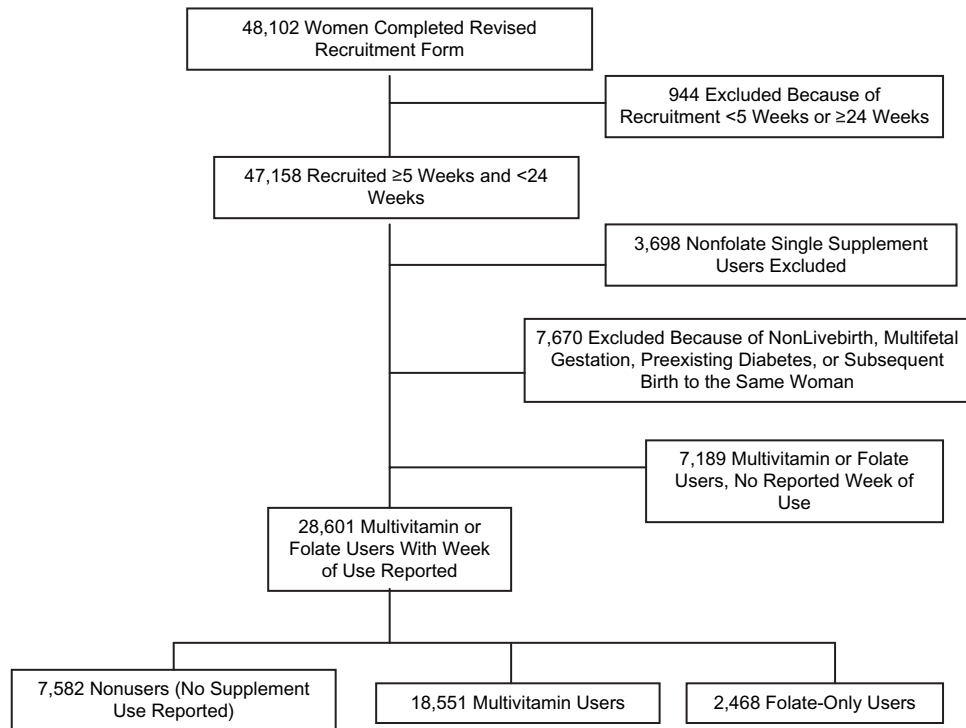 48,102 Women Completed Revised
Recruitment Form
944 Excluded Because of
Recruitment <5 Weeks or ≥24 Weeks
47,158 Recruited ≥5 Weeks and <24
Weeks
3,698 Nonfolate Single Supplement
Users Excluded
7,670 Excluded Because of NonLivebirth, Multifetal
Gestation, Preexisting Diabetes, or Subsequent
Birth to the Same Woman
7,189 Multivitamin or Folate
Users, No Reported Week of
Use
28,601 Multivitamin or
Folate Users With Week
of Use Reported
7,582 Nonusers (No Supplement
Use Reported)
18,551 Multivitamin Users
2,468 Folate-Only Users